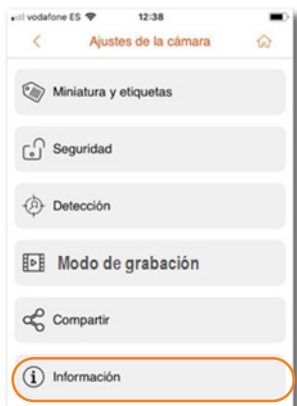 vodafone ES 12:38
Ajustes de la cámara
Miniatura y etiquetas
Seguridad
Detección
Modo de grabación
Compartir
Información